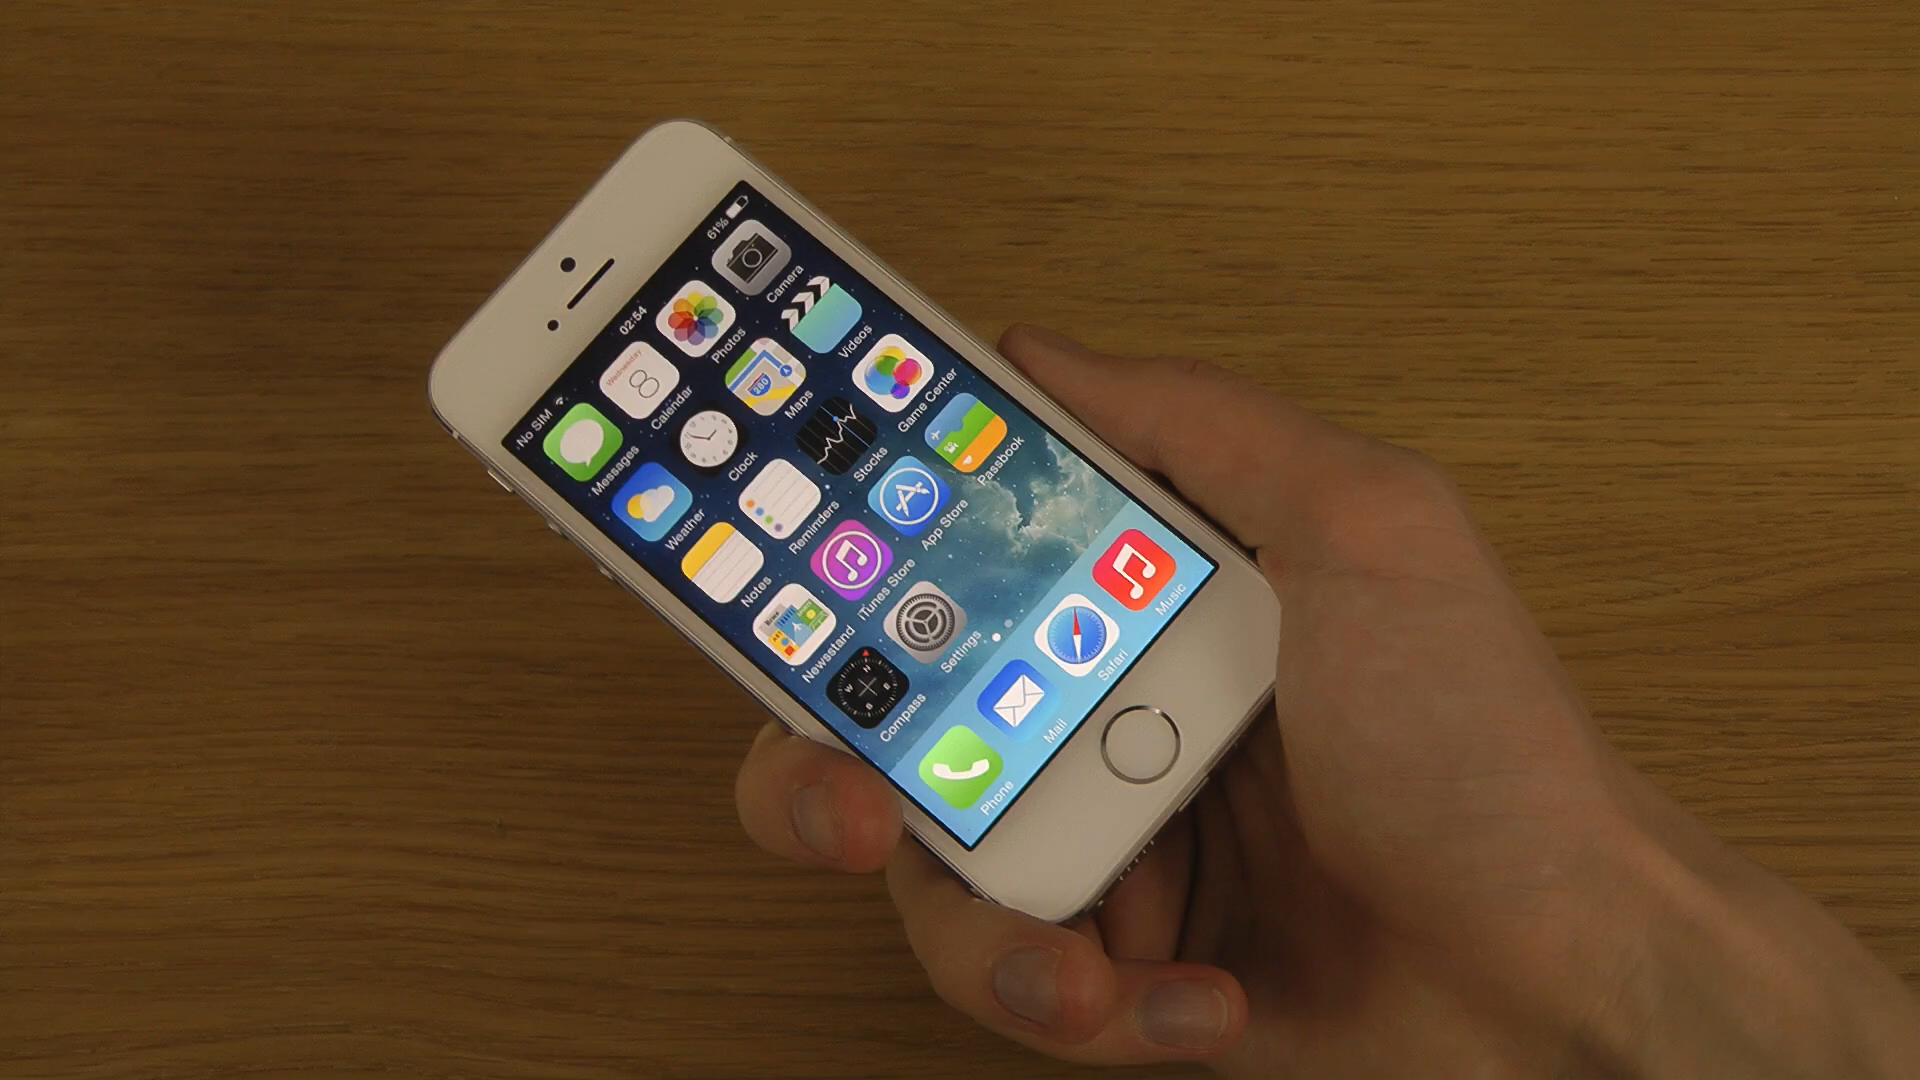 No SIM 02:54 61%
Wednesday
8
Messages Calendar Photos Camera
280
Weather Clock Maps Videos
Notes Reminders Stocks Game Center
Newsstand iTunes Store App Store Passbook
N
W
Compass Settings
Phone Mail Safari Music